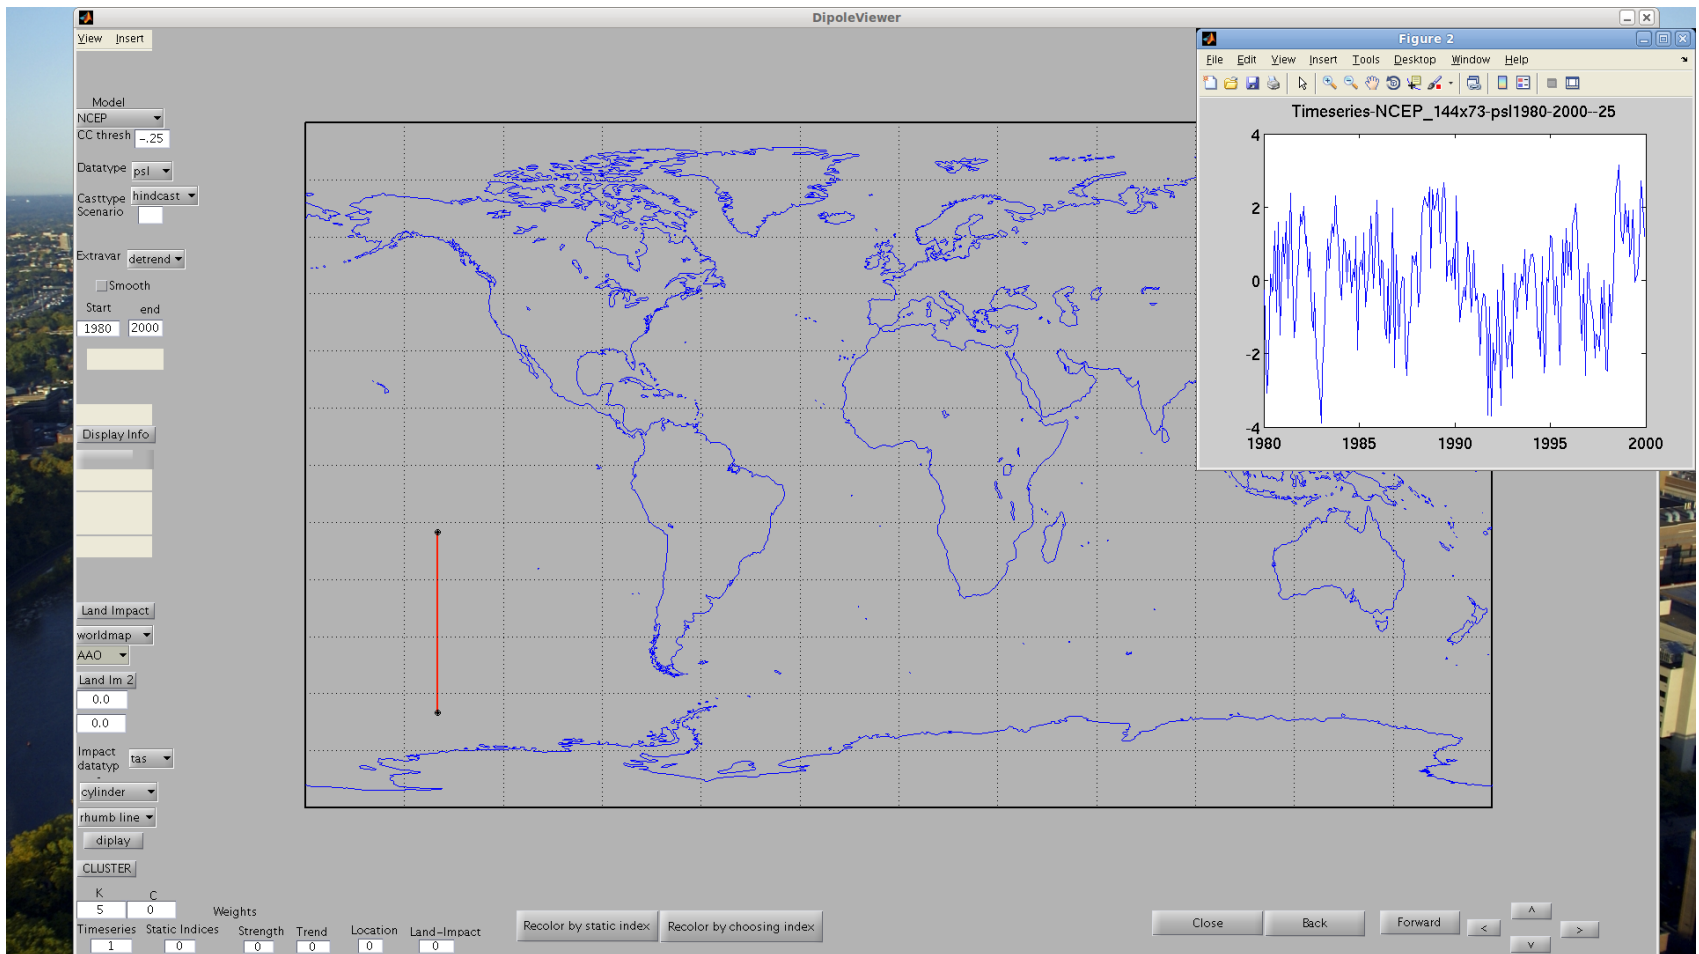 DipoleViewer
View Insert
Model
NCEP
CC thresh -.25
Datatype psl
Casttype hindcast
Scenario
Extravar detrend
Smooth
Start end
1980 2000
Display Info
Land Impact
worldmap
AAO
Land Im 2
0.0
0.0
Impact
datatyp tas
cylinder
rhumb line
diplay
CLUSTER
K C
5 0
Weights
Timeseries Static Indices Strength Trend Location Land-Impact
1 0 0 0 0 0
Recolor by static index Recolor by choosing index
Close Back Forward < ^ v >
Figure 2
File Edit View Insert Tools Desktop Window Help
Timeseries-NCEP_144x73-psl1980-2000--25
4
2
0
-2
-4
1980 1985 1990 1995 2000